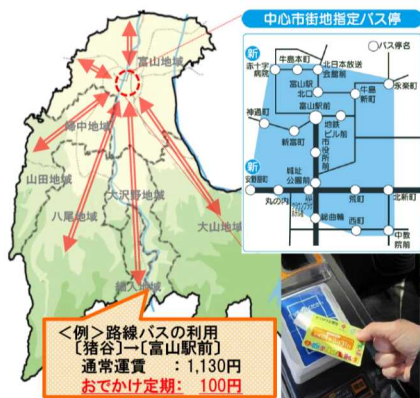 中心市街地指定バス停
○バス停名
新
赤十字
病院
牛島本町
北日本放送
会館前
富山駅
北口
牛島
新町
永楽町
神通町
富山駅前
新富町
地鉄
ビル前
市役所前
新
安野屋町
城址
公園前
丸の内
荒町
北新町
総曲輪
西町
中教
院前
富山地域
婦中地域
山田地域
大沢野地域
八尾地域
大山地域
細入地域
<例>路線バスの利用
[猪谷]→[富山駅前]
通常運賃 :1,130円
おでかけ定期: 100円